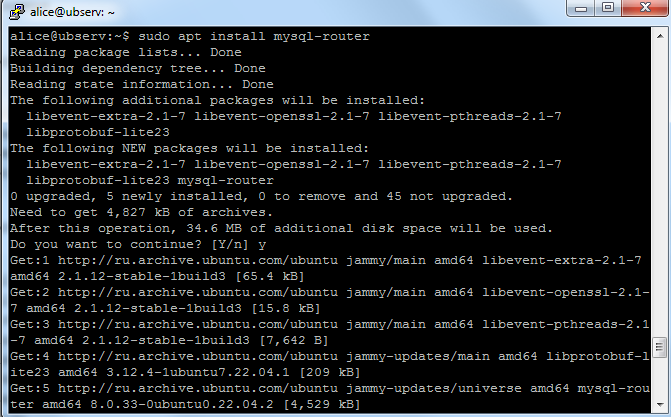 alice@ubserv: ~
alice@ubserv:~$ sudo apt install mysql-router
Reading package lists... Done
Building dependency tree... Done
Reading state information... Done
The following additional packages will be installed:
  libevent-extra-2.1-7 libevent-openssl-2.1-7 libevent-pthreads-2.1-7
  libprotobuf-lite23
The following NEW packages will be installed:
  libevent-extra-2.1-7 libevent-openssl-2.1-7 libevent-pthreads-2.1-7
  libprotobuf-lite23 mysql-router
0 upgraded, 5 newly installed, 0 to remove and 45 not upgraded.
Need to get 4,827 kB of archives.
After this operation, 34.6 MB of additional disk space will be used.
Do you want to continue? [Y/n] y
Get:1 http://ru.archive.ubuntu.com/ubuntu jammy/main amd64 libevent-extra-2.1-7
amd64 2.1.12-stable-1build3 [65.4 kB]
Get:2 http://ru.archive.ubuntu.com/ubuntu jammy/main amd64 libevent-openssl-2.1-
7 amd64 2.1.12-stable-1build3 [15.8 kB]
Get:3 http://ru.archive.ubuntu.com/ubuntu jammy/main amd64 libevent-pthreads-2.1
-7 amd64 2.1.12-stable-1build3 [7,642 B]
Get:4 http://ru.archive.ubuntu.com/ubuntu jammy-updates/main amd64 libprotobuf-l
ite23 amd64 3.12.4-1ubuntu7.22.04.1 [209 kB]
Get:5 http://ru.archive.ubuntu.com/ubuntu jammy-updates/universe amd64 mysql-rou
ter amd64 8.0.33-0ubuntu0.22.04.2 [4,529 kB]